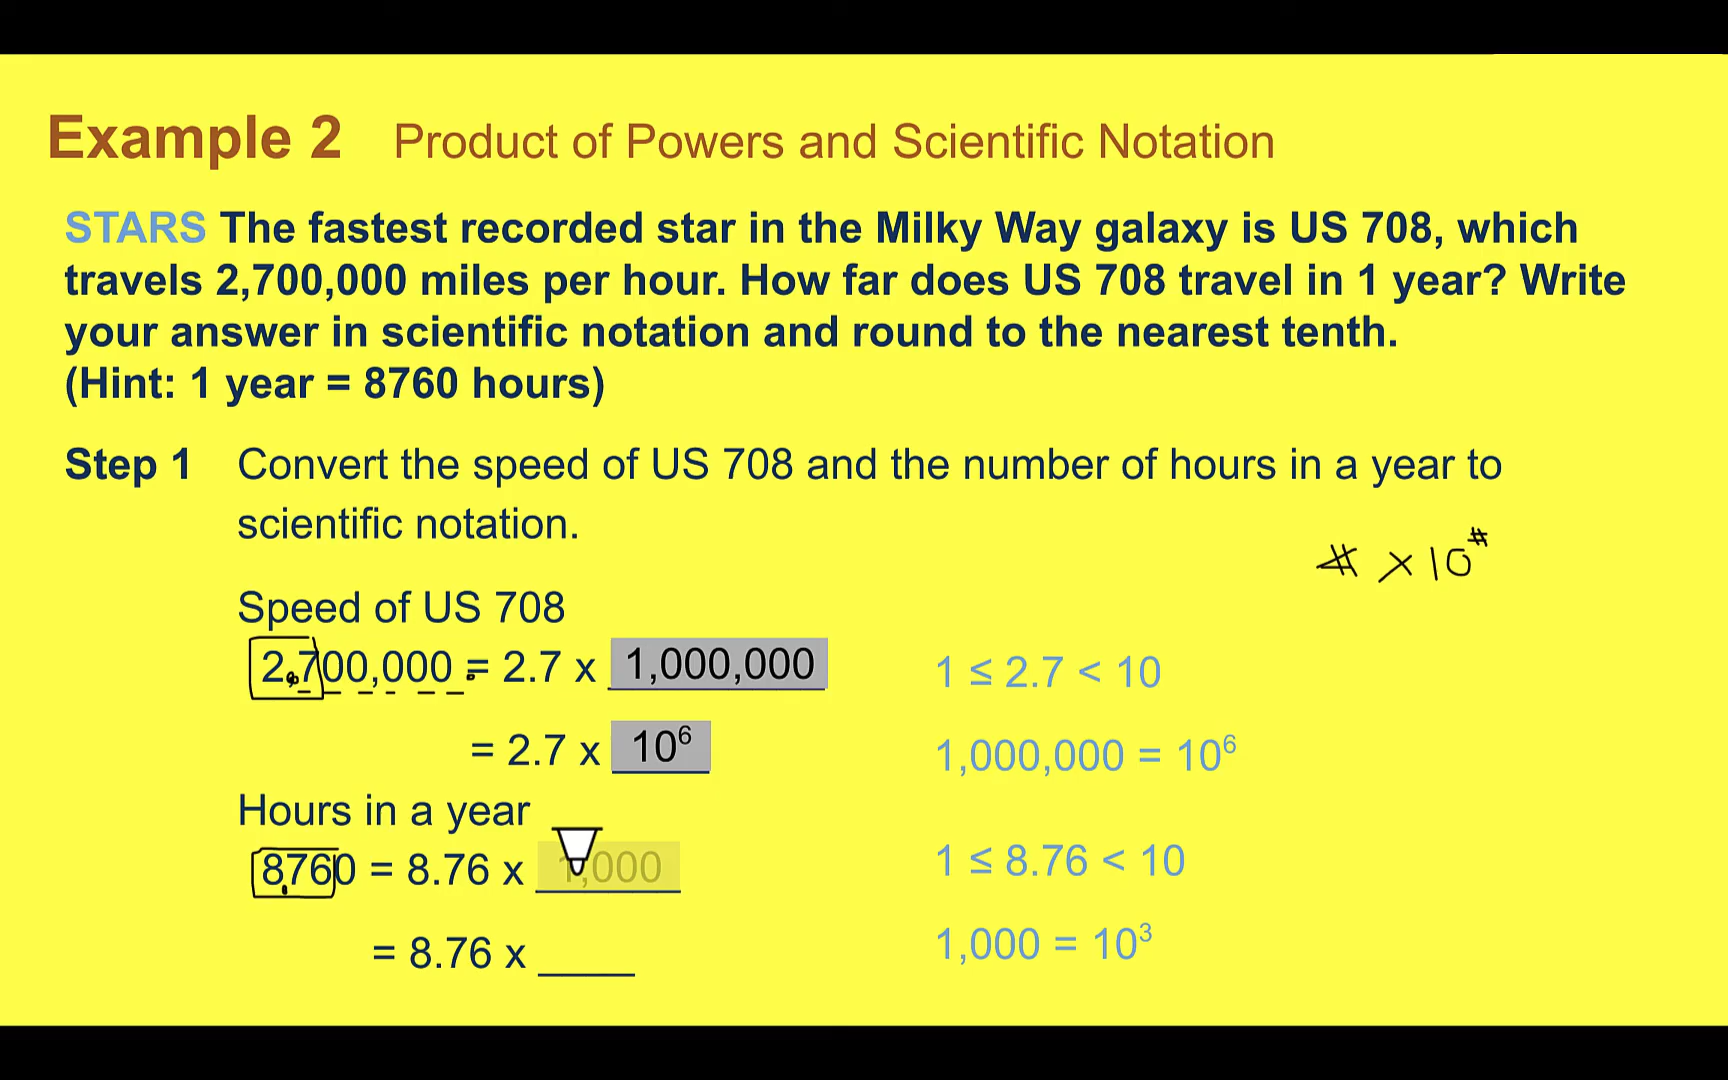 Example 2 Product of Powers and Scientific Notation
STARS The fastest recorded star in the Milky Way galaxy is US 708, which
travels 2,700,000 miles per hour. How far does US 708 travel in 1 year? Write
your answer in scientific notation and round to the nearest tenth.
(Hint: 1 year = 8760 hours)
Step 1 Convert the speed of US 708 and the number of hours in a year to
scientific notation.
# × 10^#
Speed of US 708
2,700,000 = 2.7 x 1,000,000 1 ≤ 2.7 < 10
= 2.7 x 10⁶ 1,000,000 = 10⁶
Hours in a year
8760 = 8.76 x 1,000 1 ≤ 8.76 < 10
= 8.76 x ____ 1,000 = 10³